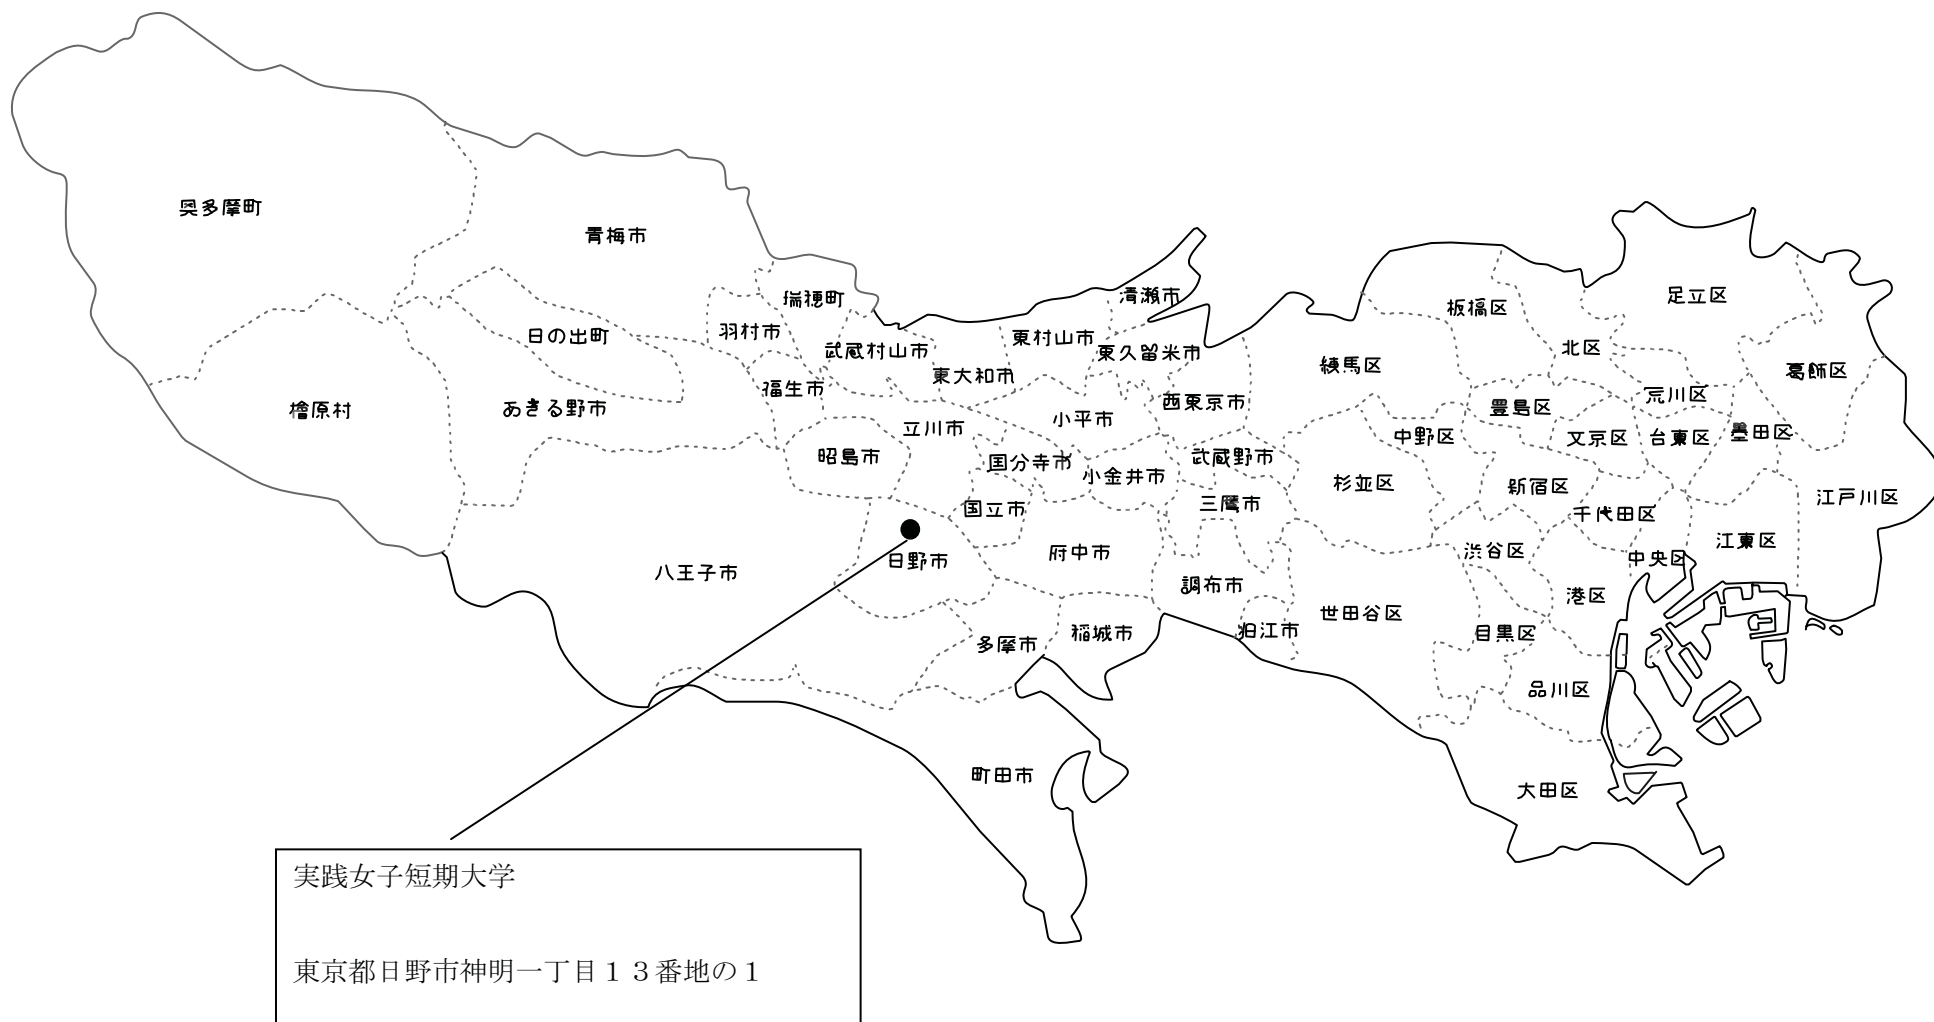 奥多摩町
青梅市
瑞穂町
清瀬市
足立区
板橋区
羽村市
日の出町
東村山市
武蔵村山市
東久留米市
北区
練馬区
葛飾区
東大和市
福生市
荒川区
西東京市
檜原村
あきる野市
豊島区
小平市
立川市
中野区
文京区
台東区
墨田区
昭島市
国分寺市
武蔵野市
小金井市
杉並区
新宿区
江戸川区
国立市
三鷹市
千代田区
江東区
渋谷区
府中市
中央区
日野市
八王子市
調布市
港区
世田谷区
狛江市
稲城市
目黒区
多摩市
品川区
町田市
大田区
実践女子短期大学
東京都日野市神明一丁目１３番地の１